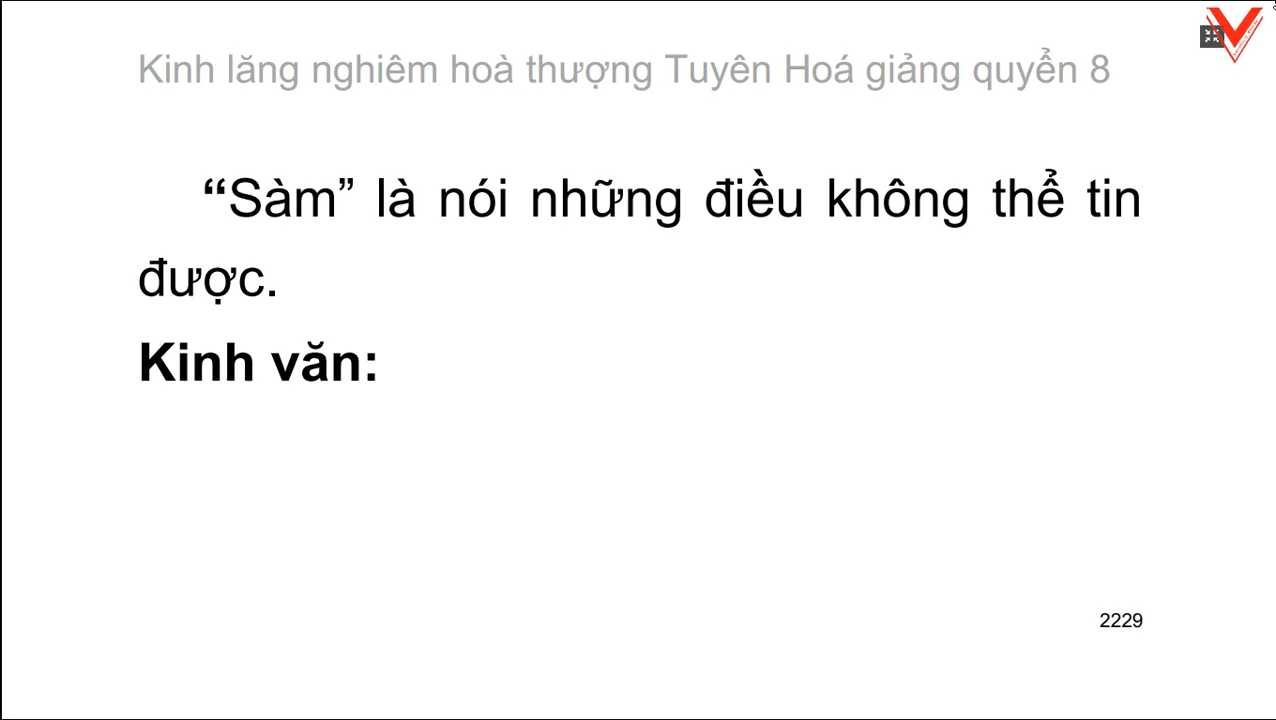 Kinh lăng nghiêm hoà thượng Tuyên Hoá giảng quyển 8
“Sàm” là nói những điều không thể tin
được.
Kinh văn:
2229